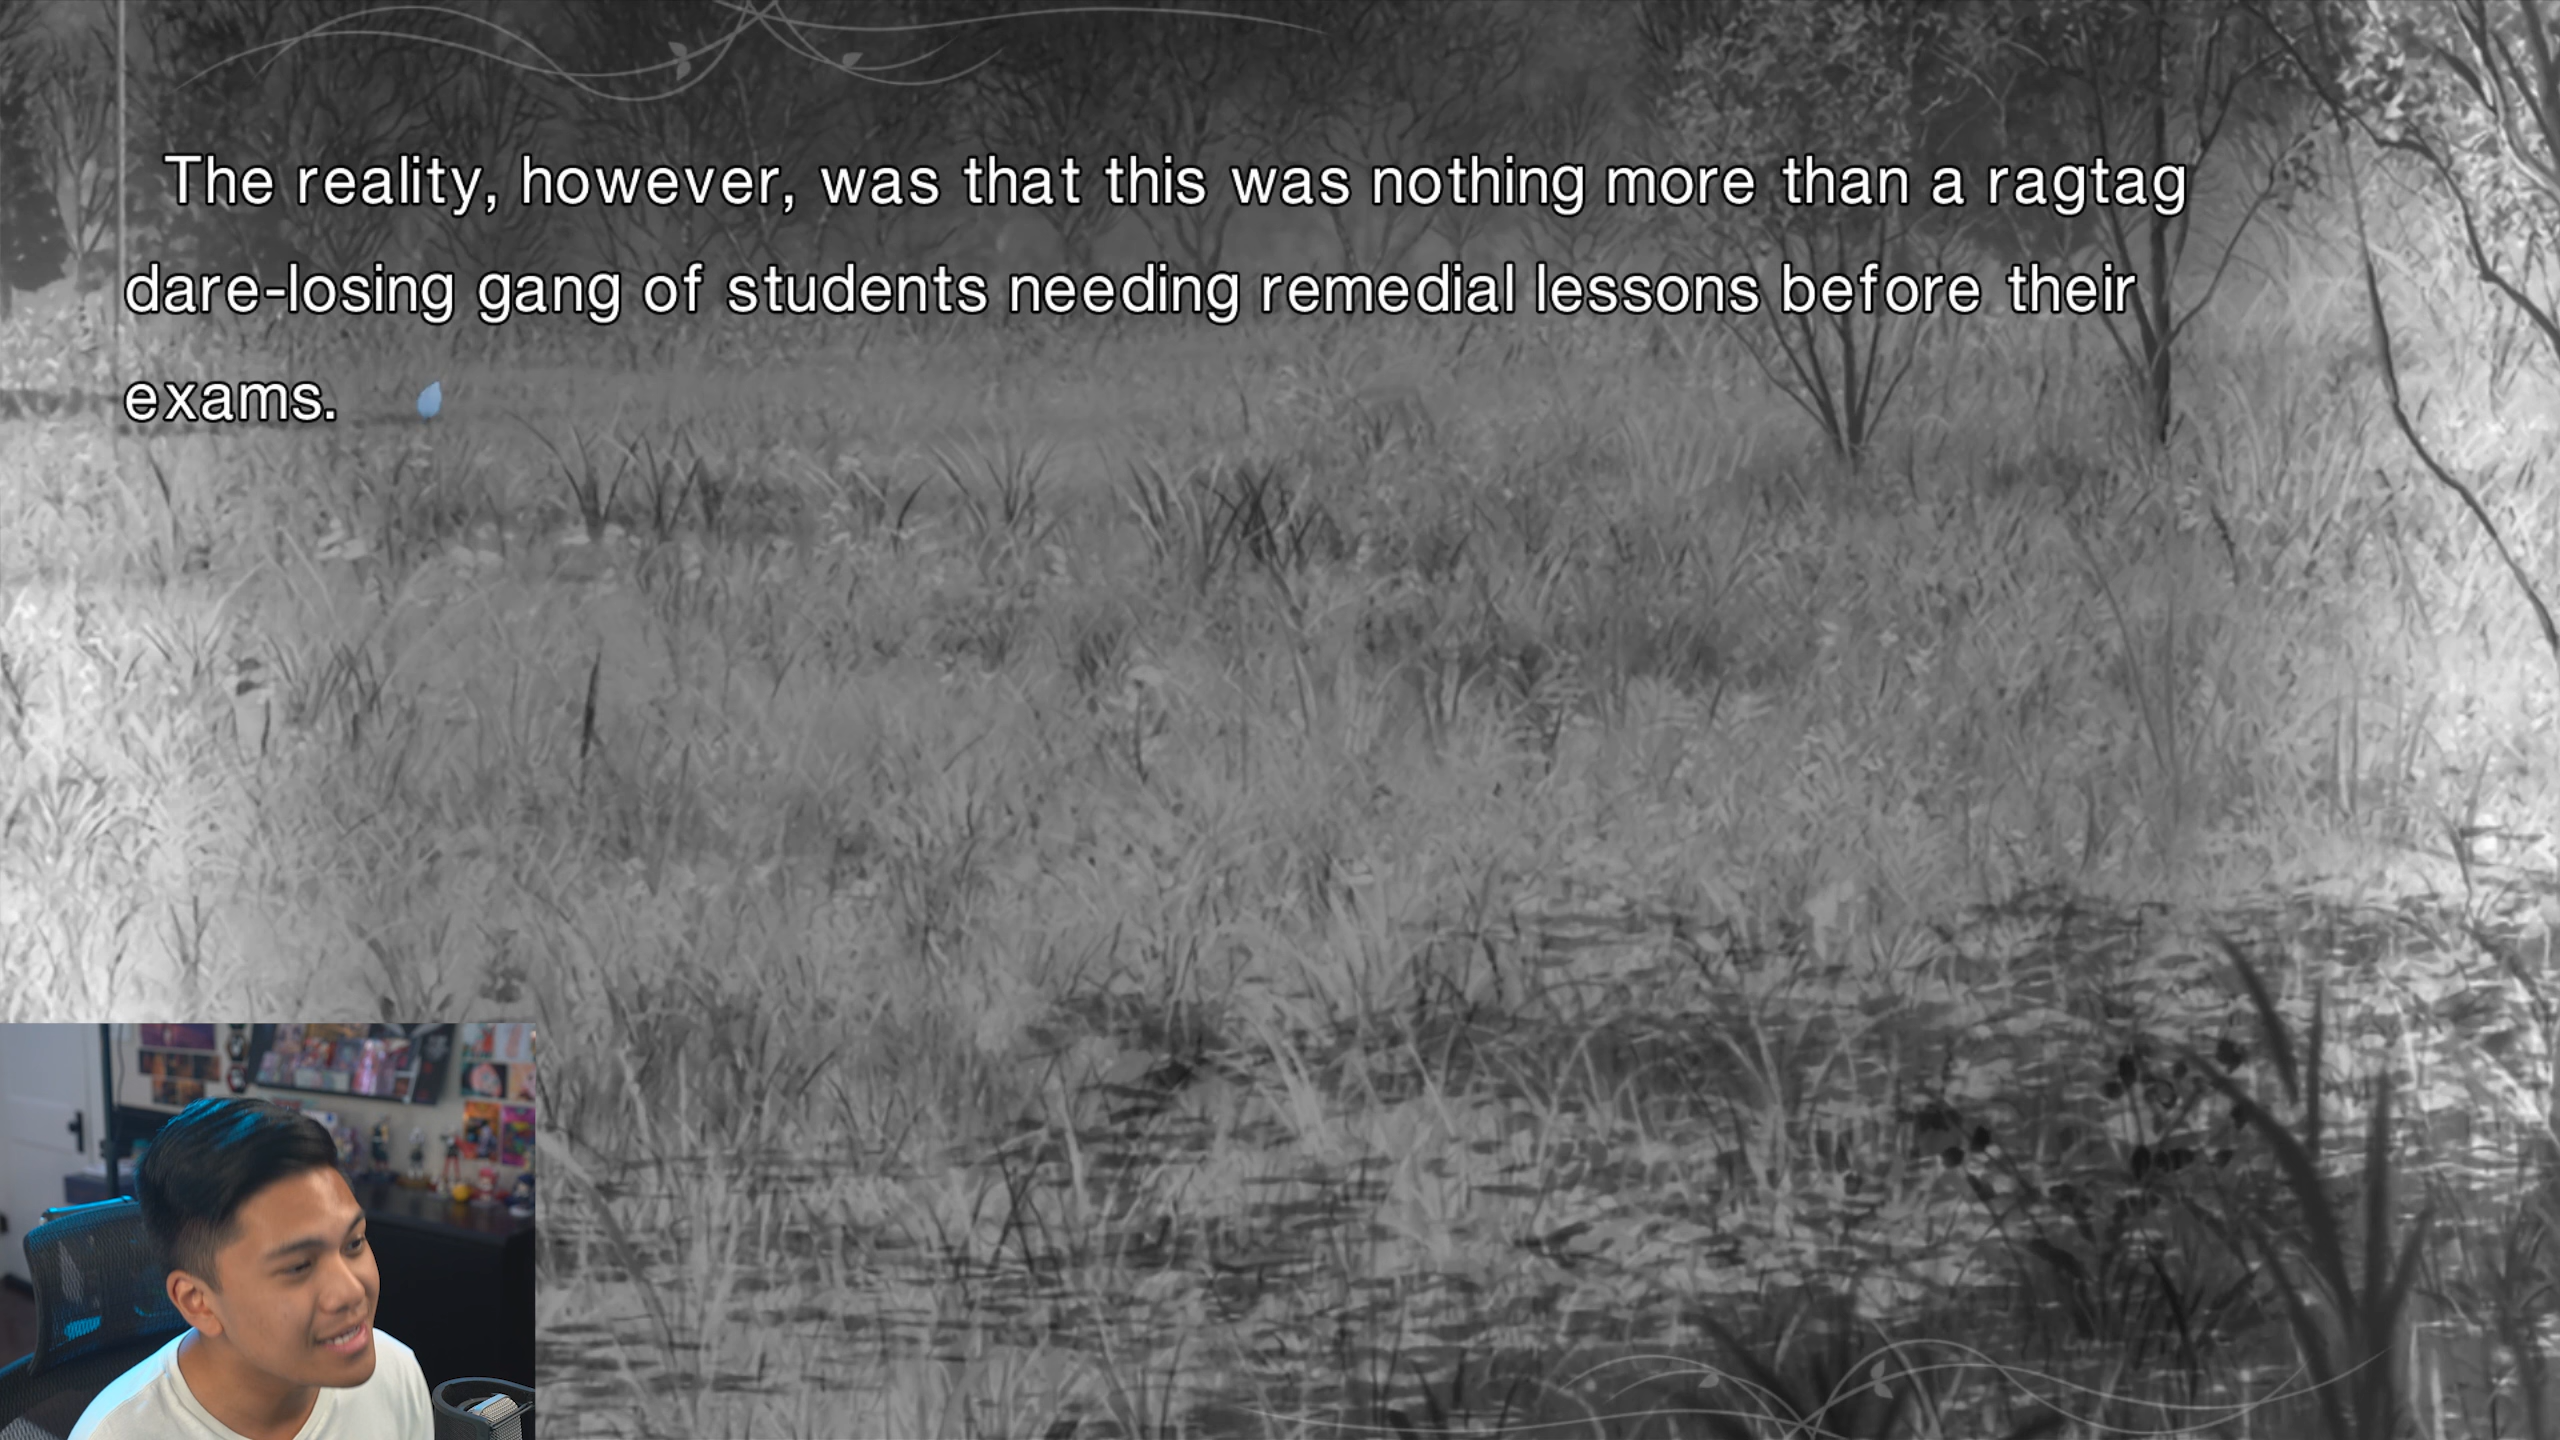 The reality, however, was that this was nothing more than a ragtag
dare-losing gang of students needing remedial lessons before their
exams.